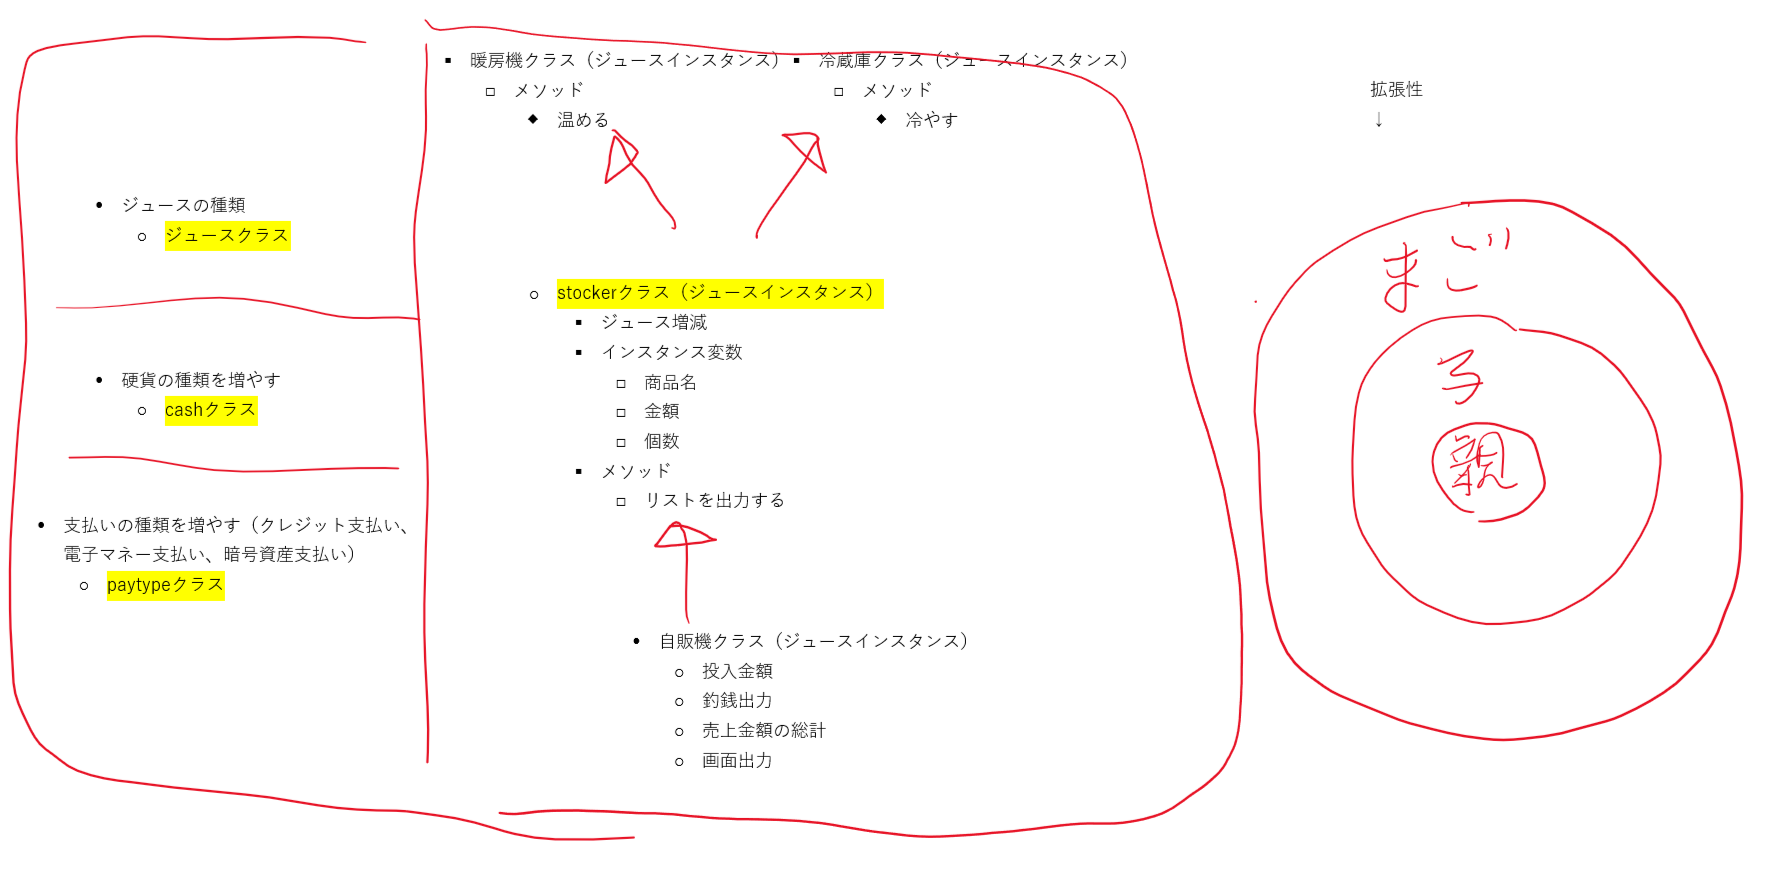 暖房機クラス（ジュースインスタンス）
メソッド
温める
冷蔵庫クラス（ジュースインスタンス）
メソッド
冷やす
拡張性
↓
ジュースの種類
ジュースクラス
硬貨の種類を増やす
cashクラス
支払いの種類を増やす（クレジット支払い、
電子マネー支払い、暗号資産支払い）
paytypeクラス
stockerクラス（ジュースインスタンス）
ジュース増減
インスタンス変数
商品名
金額
個数
メソッド
リストを出力する
自販機クラス（ジュースインスタンス）
投入金額
釣銭出力
売上金額の総計
画面出力
まご
子
親